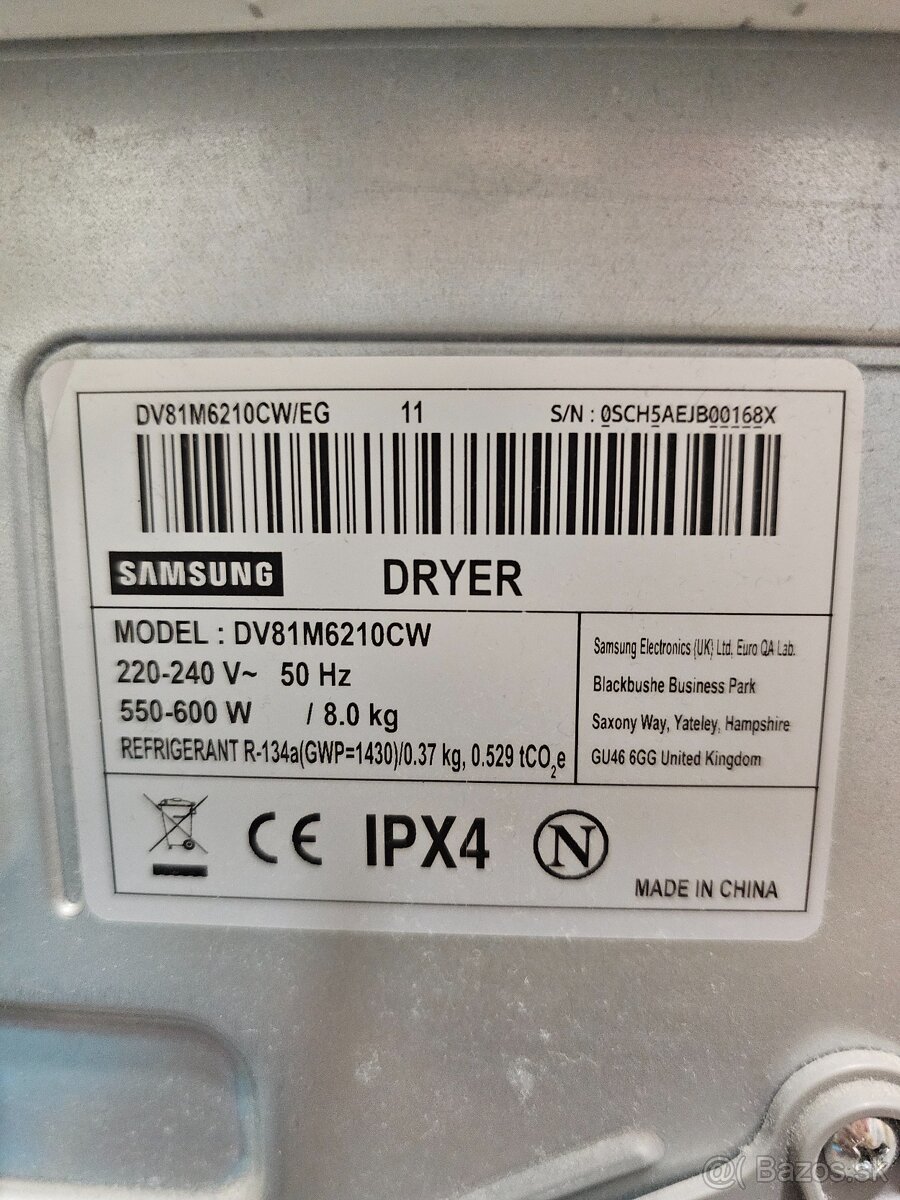 DV81M6210CW/EG 11 S/N : 0SCH5AEJB00168X
SAMSUNG DRYER
MODEL : DV81M6210CW
220-240 V~ 50 Hz
550-600 W / 8.0 kg
REFRIGERANT R-134a(GWP=1430)/0.37 kg, 0.529 tCO₂e
Samsung Electronics (UK) Ltd, Euro QA Lab.
Blackbushe Business Park
Saxony Way, Yateley, Hampshire
GU46 6GG United Kingdom
CE IPX4 N
MADE IN CHINA
@( Bazos.sk